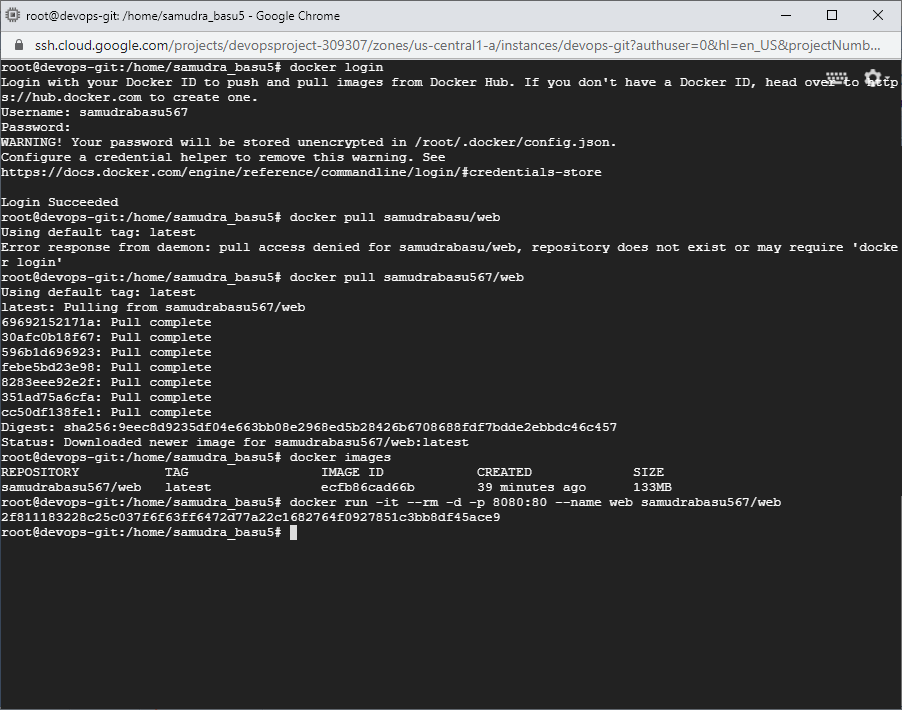 root@devops-git: /home/samudra_basu5 - Google Chrome
ssh.cloud.google.com/projects/devopsproject-309307/zones/us-central1-a/instances/devops-git?authuser=0&hl=en_US&projectNumb...
root@devops-git:/home/samudra_basu5# docker login
Login with your Docker ID to push and pull images from Docker Hub. If you don't have a Docker ID, head over to http
s://hub.docker.com to create one.
Username: samudrabasu567
Password:
WARNING! Your password will be stored unencrypted in /root/.docker/config.json.
Configure a credential helper to remove this warning. See
https://docs.docker.com/engine/reference/commandline/login/#credentials-store
Login Succeeded
root@devops-git:/home/samudra_basu5# docker pull samudrabasu/web
Using default tag: latest
Error response from daemon: pull access denied for samudrabasu/web, repository does not exist or may require 'docke
r login'
root@devops-git:/home/samudra_basu5# docker pull samudrabasu567/web
Using default tag: latest
latest: Pulling from samudrabasu567/web
69692152171a: Pull complete
30afc0b18f67: Pull complete
596b1d696923: Pull complete
febe5bd23e98: Pull complete
8283eee92e2f: Pull complete
351ad75a6cfa: Pull complete
cc50df138fe1: Pull complete
Digest: sha256:9eec8d9235df04e663bb08e2968ed5b28426b6708688fdf7bdde2ebbdc46c457
Status: Downloaded newer image for samudrabasu567/web:latest
root@devops-git:/home/samudra_basu5# docker images
REPOSITORY TAG IMAGE ID CREATED SIZE
samudrabasu567/web latest ecfb86cad66b 39 minutes ago 133MB
root@devops-git:/home/samudra_basu5# docker run -it --rm -d -p 8080:80 --name web samudrabasu567/web
2f811183228c25c037f6f63ff6472d77a22c1682764f0927851c3bb8df45ace9
root@devops-git:/home/samudra_basu5#